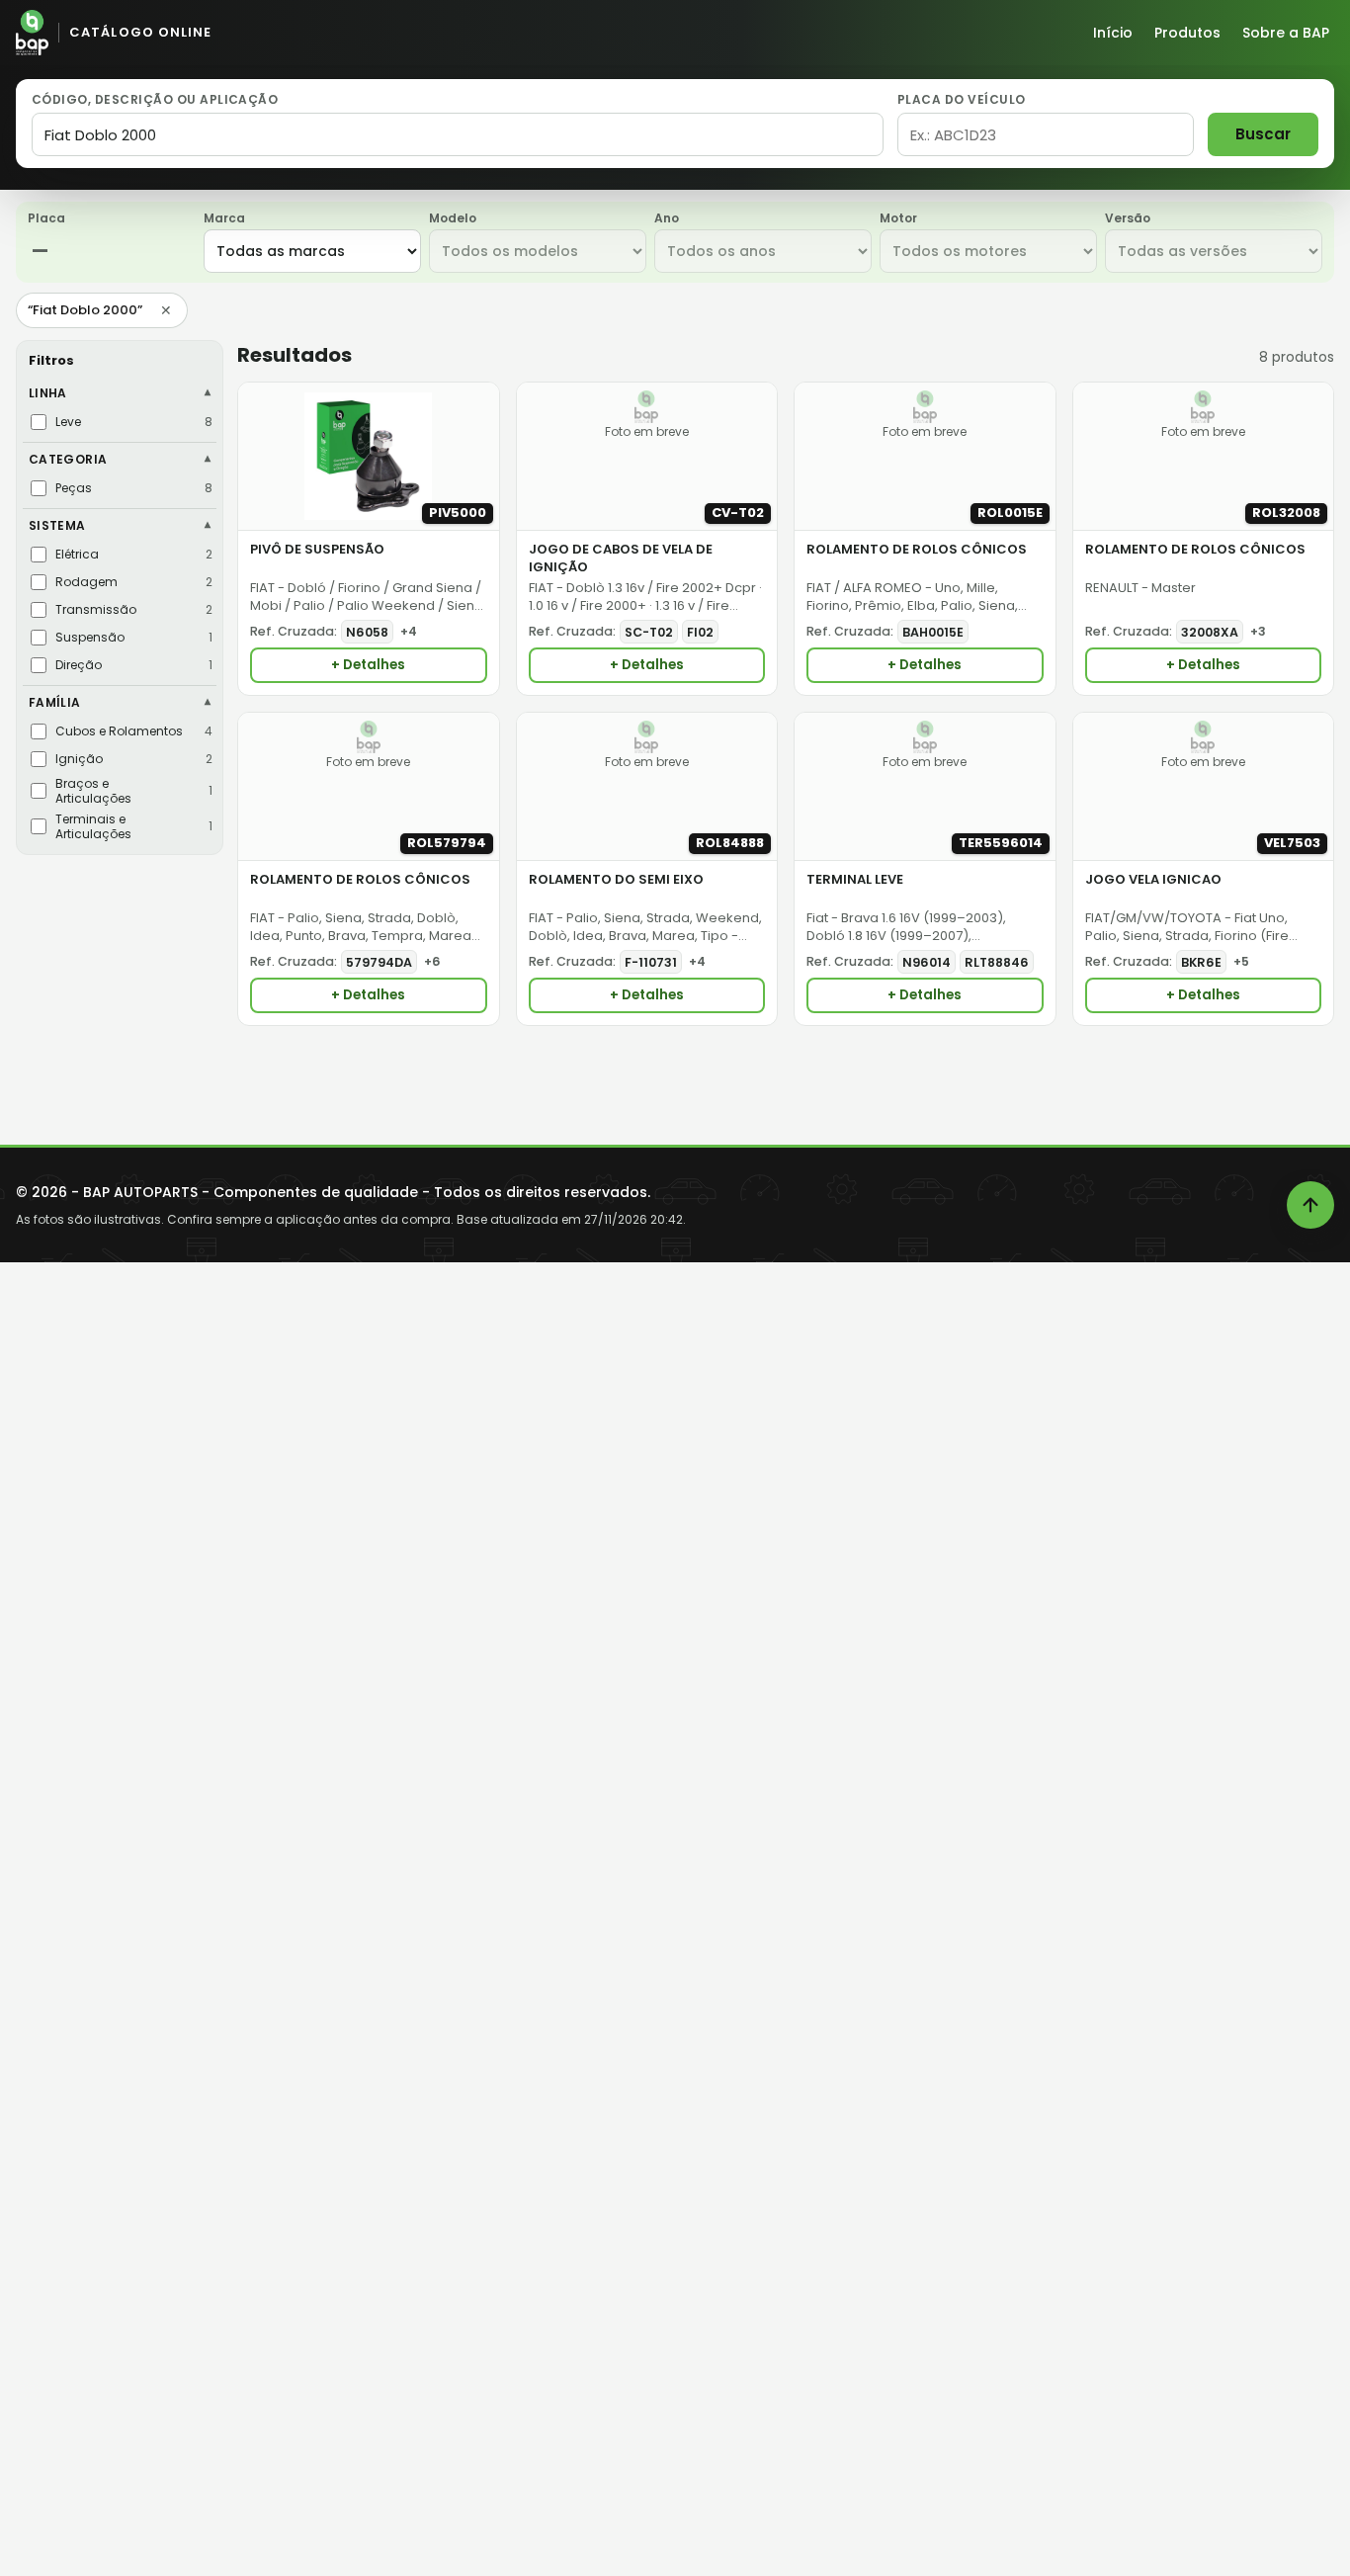 bap
CATÁLOGO ONLINE
Início
Produtos
Sobre a BAP
CÓDIGO, DESCRIÇÃO OU APLICAÇÃO
PLACA DO VEÍCULO
Fiat Doblo 2000
Ex.: ABC1D23
Buscar
Placa
Marca
Modelo
Ano
Motor
Versão
—
Todas as marcas
Todos os modelos
Todos os anos
Todos os motores
Todas as versões
“Fiat Doblo 2000” ✕
Filtros
LINHA
Leve 8
CATEGORIA
Peças 8
SISTEMA
Elétrica 2
Rodagem 2
Transmissão 2
Suspensão 1
Direção 1
FAMÍLIA
Cubos e Rolamentos 4
Ignição 2
Braços e
Articulações 1
Terminais e
Articulações 1
Resultados
8 produtos
bap
PIV5000
PIVÔ DE SUSPENSÃO
FIAT - Dobló / Fiorino / Grand Siena /
Mobi / Palio / Palio Weekend / Sien...
Ref. Cruzada: N6058 +4
+ Detalhes
bap
Foto em breve
CV-T02
JOGO DE CABOS DE VELA DE
IGNIÇÃO
FIAT - Doblò 1.3 16v / Fire 2002+ Dcpr ·
1.0 16 v / Fire 2000+ · 1.3 16 v / Fire...
Ref. Cruzada: SC-T02 FI02
+ Detalhes
bap
Foto em breve
ROL0015E
ROLAMENTO DE ROLOS CÔNICOS
FIAT / ALFA ROMEO - Uno, Mille,
Fiorino, Prêmio, Elba, Palio, Siena,...
Ref. Cruzada: BAH0015E
+ Detalhes
bap
Foto em breve
ROL32008
ROLAMENTO DE ROLOS CÔNICOS
RENAULT - Master
Ref. Cruzada: 32008XA +3
+ Detalhes
bap
Foto em breve
ROL579794
ROLAMENTO DE ROLOS CÔNICOS
FIAT - Palio, Siena, Strada, Doblò,
Idea, Punto, Brava, Tempra, Marea...
Ref. Cruzada: 579794DA +6
+ Detalhes
bap
Foto em breve
ROL84888
ROLAMENTO DO SEMI EIXO
FIAT - Palio, Siena, Strada, Weekend,
Doblò, Idea, Brava, Marea, Tipo -...
Ref. Cruzada: F-110731 +4
+ Detalhes
bap
Foto em breve
TER5596014
TERMINAL LEVE
Fiat - Brava 1.6 16V (1999–2003),
Dobló 1.8 16V (1999–2007),...
Ref. Cruzada: N96014 RLT88846
+ Detalhes
bap
Foto em breve
VEL7503
JOGO VELA IGNICAO
FIAT/GM/VW/TOYOTA - Fiat Uno,
Palio, Siena, Strada, Fiorino (Fire...
Ref. Cruzada: BKR6E +5
+ Detalhes
© 2026 - BAP AUTOPARTS - Componentes de qualidade - Todos os direitos reservados.
As fotos são ilustrativas. Confira sempre a aplicação antes da compra. Base atualizada em 27/11/2026 20:42.